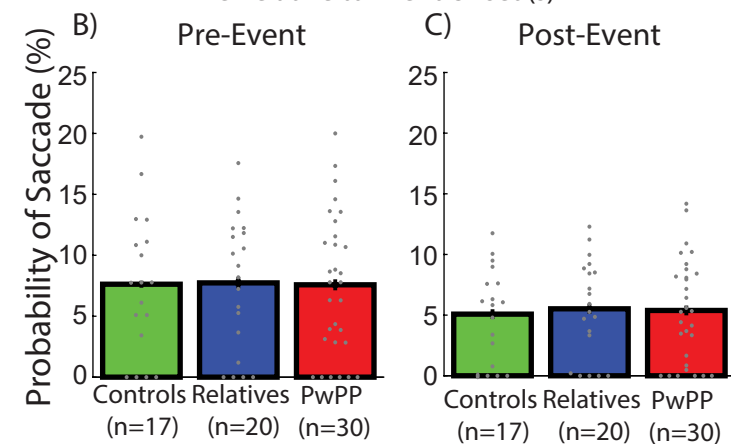 B)
Pre-Event
Probability of Saccade (%)
25
20
15
10
5
0
Controls Relatives PwPP
(n=17) (n=20) (n=30)
C)
Post-Event
25
20
15
10
5
0
Controls Relatives PwPP
(n=17) (n=20) (n=30)